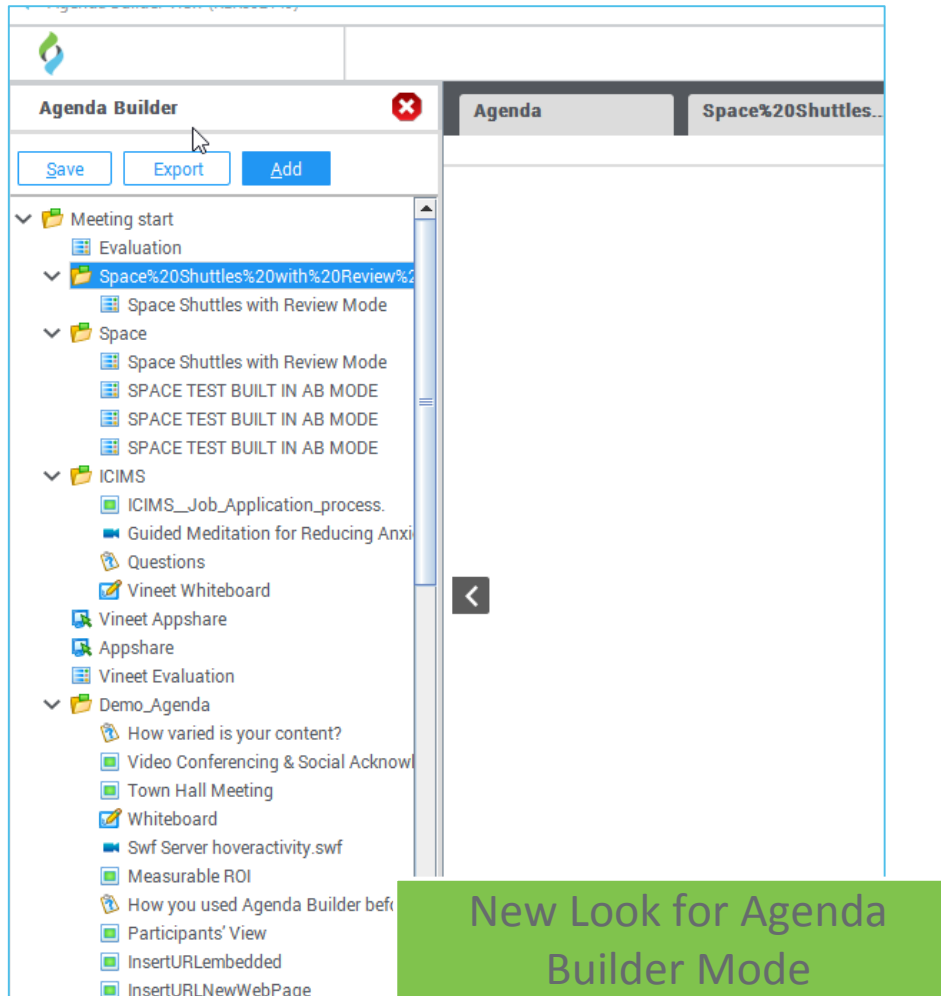 Agenda Builder
Agenda
Space%20Shuttles..
Save
Export
Add
Meeting start
Evaluation
Space%20Shuttles%20with%20Review%2
Space Shuttles with Review Mode
Space
Space Shuttles with Review Mode
SPACE TEST BUILT IN AB MODE
SPACE TEST BUILT IN AB MODE
SPACE TEST BUILT IN AB MODE
ICIMS
ICIMS__Job_Application_process.
Guided Meditation for Reducing Anxi
Questions
Vineet Whiteboard
Vineet Appshare
Appshare
Vineet Evaluation
Demo_Agenda
How varied is your content?
Video Conferencing & Social Acknowl
Town Hall Meeting
Whiteboard
Swf Server hoveractivity.swf
Measurable ROI
How you used Agenda Builder befo
Participants' View
InsertURLembedded
InsertURLNewWebPage
New Look for Agenda
Builder Mode